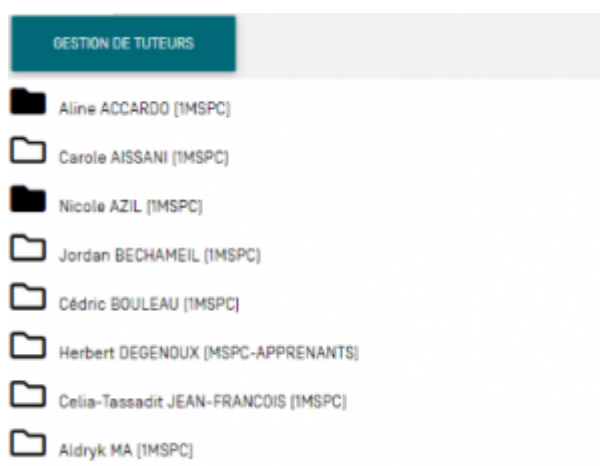 GESTION DE TUTEURS
Aline ACCARDO [1MSPC]
Carole AISSANI [1MSPC]
Nicole AZIL [1MSPC]
Jordan BECHAMEIL [1MSPC]
Cédric BOULEAU [1MSPC]
Herbert DEGENOUX [MSPC-APPRENANTS]
Celia-Tassadit JEAN-FRANCOIS [1MSPC]
Aldryk MA [1MSPC]